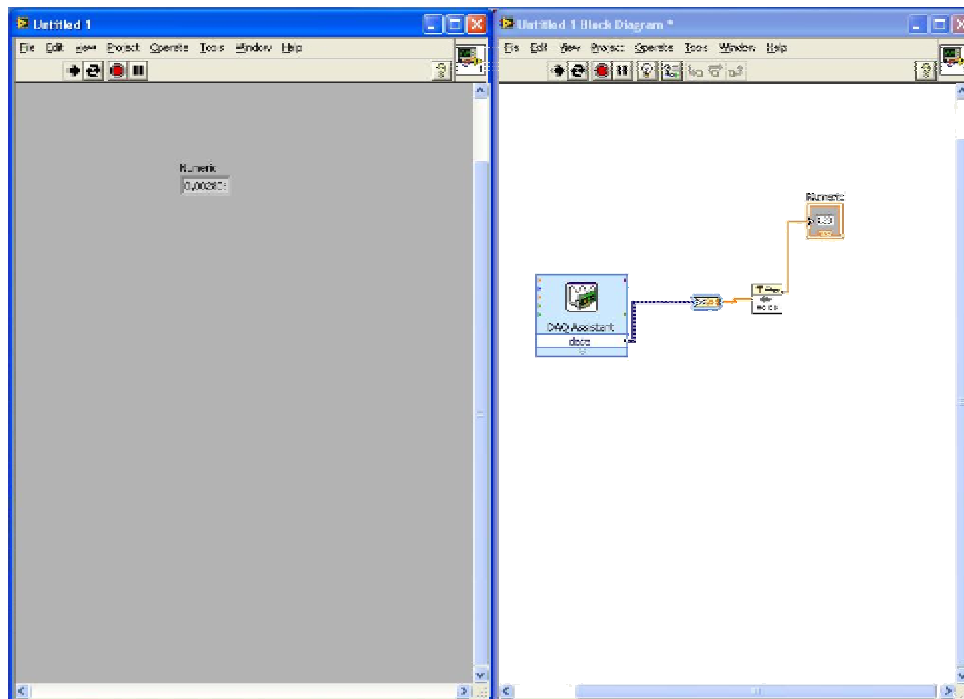 Untitled 1
File Edit View Project Operate Tools Window Help
Numeric
Untitled 1 Block Diagram *
File Edit View Project Operate Tools Window Help
Numeric
DAQ Assistant
data